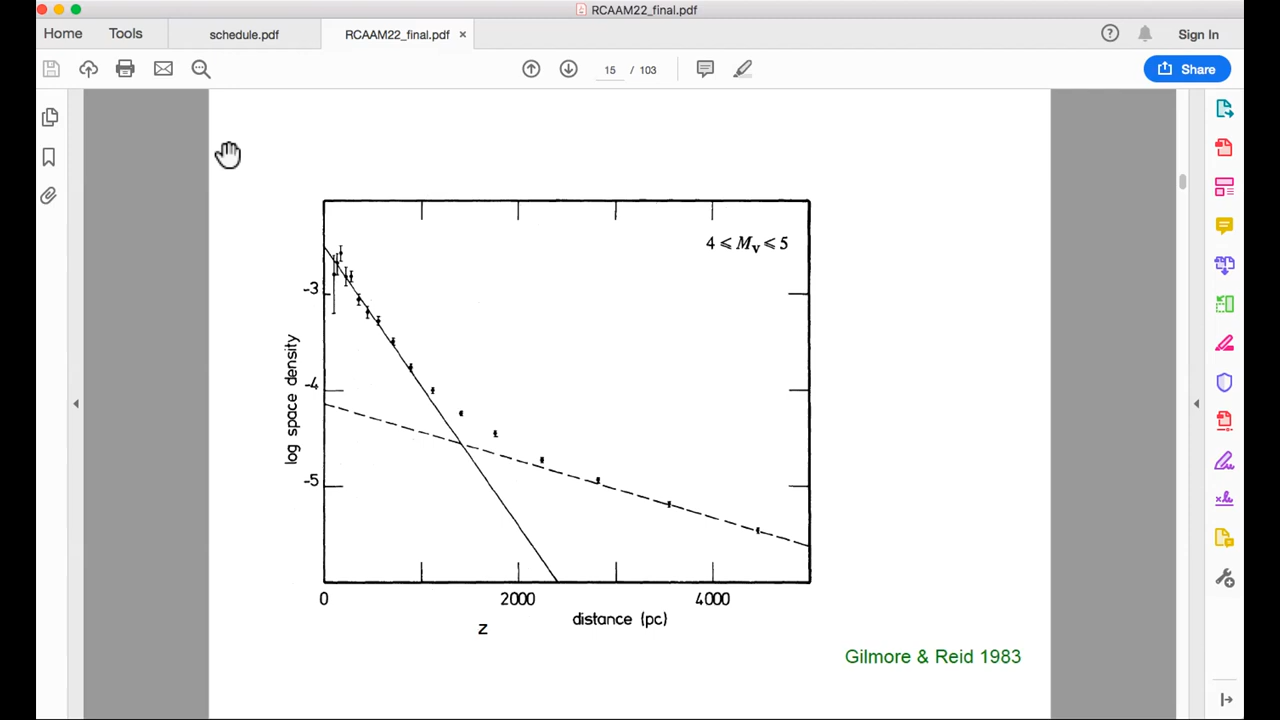 RCAAM22_final.pdf
Home Tools schedule.pdf RCAAM22_final.pdf × Sign In
15 / 103 Share
4 ⩽ Mv ⩽ 5
-3
-4
-5
log space density
0 2000 4000
distance (pc)
z
Gilmore & Reid 1983